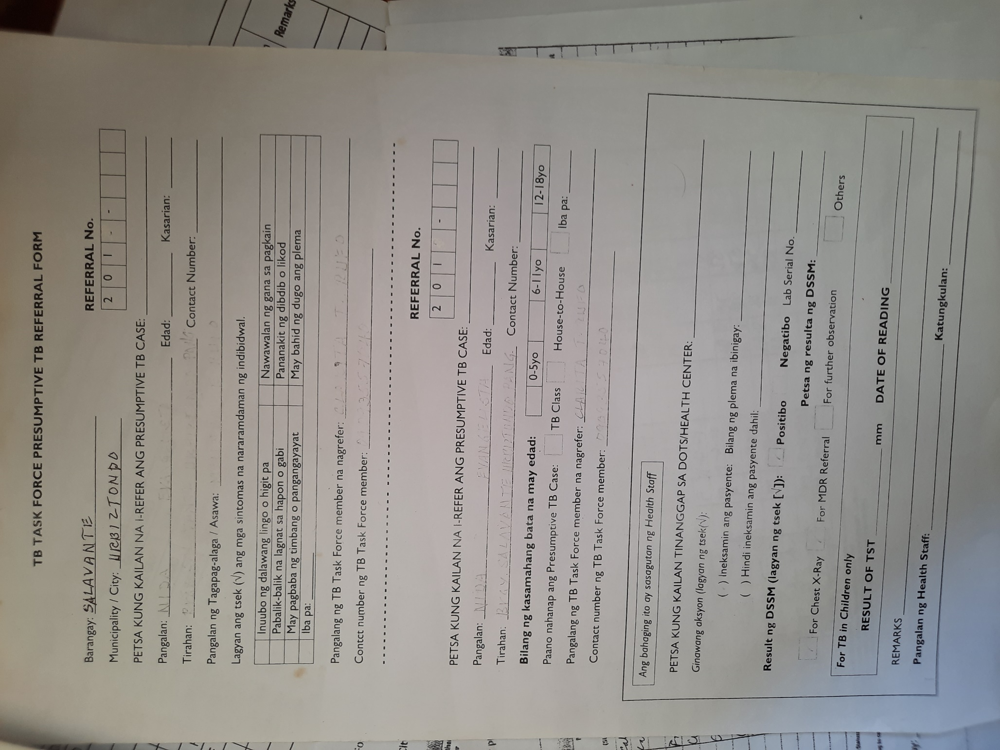 TB TASK FORCE PRESUMPTIVE TB REFERRAL FORM
Barangay: SALAVANTE
REFERRAL No.
Municipality / City: URBIZTONDO
2 0 1 - -
PETSA KUNG KAILAN NA I-REFER ANG PRESUMPTIVE TB CASE:
Pangalan: NIDA Edad: Kasarian:
Tirahan: Contact Number:
Pangalan ng Tagapag-alaga / Asawa:
Lagyan ang tsek (√) ang mga sintomas na nararamdaman ng indibidwal.
Inuubo ng dalawang lingo o higit pa Nawawalan ng gana sa pagkain
Pabalik-balik na lagnat sa hapon o gabi Pananakit ng dibdib o likod
May pagbaba ng timbang o pangangayayat May bahid ng dugo ang plema
Iba pa:
Pangalang ng TB Task Force member na nagrefer: T. RUFO
Contct number ng TB Task Force member:
REFERRAL No.
2 0 1 -
PETSA KUNG KAILAN NA I-REFER ANG PRESUMPTIVE TB CASE:
Pangalan: NIDA EVANGELISTA Edad: Kasarian:
Tirahan: BRGY. SALAVANTE URBIZTONDO PANG. Contact Number:
Bilang ng kasamahang bata na may edad: 0-5yo 6-11yo 12-18yo
Paano nahanap ang Presumptive TB Case: TB Class House-to-House Iba pa:
Pangalang ng TB Task Force member na nagrefer: CLARITA T.
Contact number ng TB Task Force member:
Ang bahaging ito ay sasagutan ng Health Staff
PETSA KUNG KAILAN TINANGGAP SA DOTS/HEALTH CENTER:
Ginawang aksyon (lagyan ng tsek(√):
( ) Ineksamin ang pasyente: Bilang ng plema na ibinigay:
( ) Hindi ineksamin ang pasyente dahil:
Result ng DSSM (lagyan ng tsek [√]): Positibo Negatibo Lab Serial No.
Petsa ng resulta ng DSSM:
For Chest X-Ray For MDR Referral For further observation Others
For TB in Children only
RESULT OF TST mm DATE OF READING
REMARKS
Pangalan ng Health Staff: Katungkulan:
Remarks